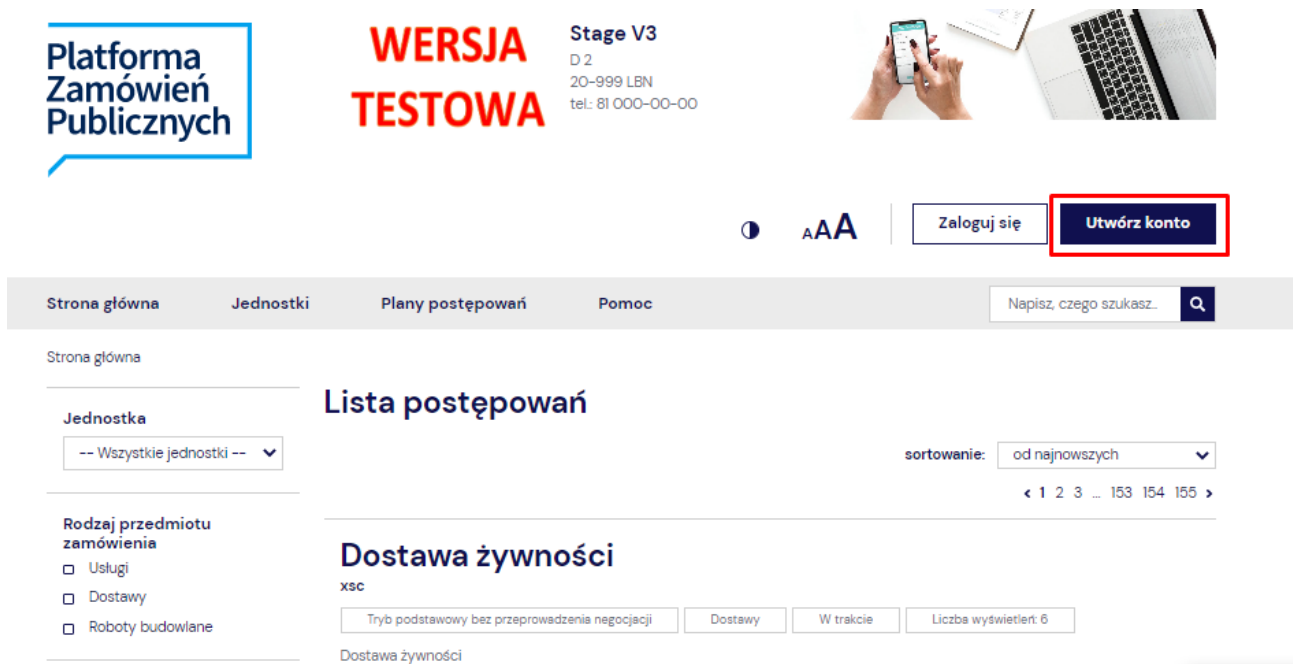 Platforma
Zamówień
Publicznych
WERSJA
TESTOWA
Stage V3
D 2
20-999 LBN
tel.: 81 000-00-00
AAA
Zaloguj się
Utwórz konto
Strona główna
Jednostki
Plany postępowań
Pomoc
Napisz, czego szukasz..
Strona główna
Jednostka
-- Wszystkie jednostki --
Rodzaj przedmiotu
zamówienia
Usługi
Dostawy
Roboty budowlane
Lista postępowań
sortowanie: od najnowszych
‹ 1 2 3 ... 153 154 155 ›
Dostawa żywności
xsc
Tryb podstawowy bez przeprowadzenia negocjacji
Dostawy
W trakcie
Liczba wyświetleń: 6
Dostawa żywności